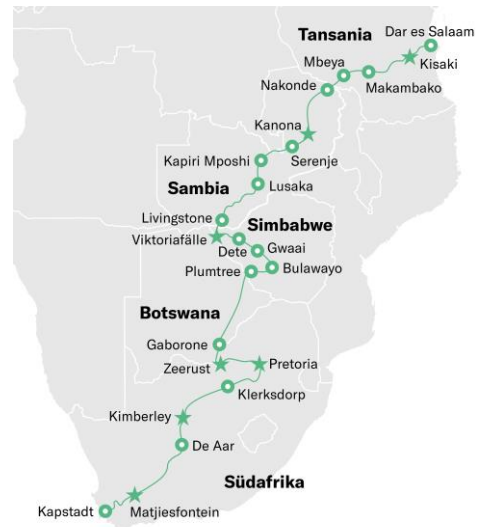 Dar es Salaam
Tansania
Mbeya
Kisaki
Nakonde
Makambako
Kanona
Serenje
Kapiri Mposhi
Sambia
Lusaka
Livingstone
Simbabwe
Viktoriafälle
Dete
Gwaai
Plumtree
Bulawayo
Botswana
Gaborone
Zeerust
Pretoria
Klerksdorp
Kimberley
De Aar
Südafrika
Kapstadt
Matjiesfontein